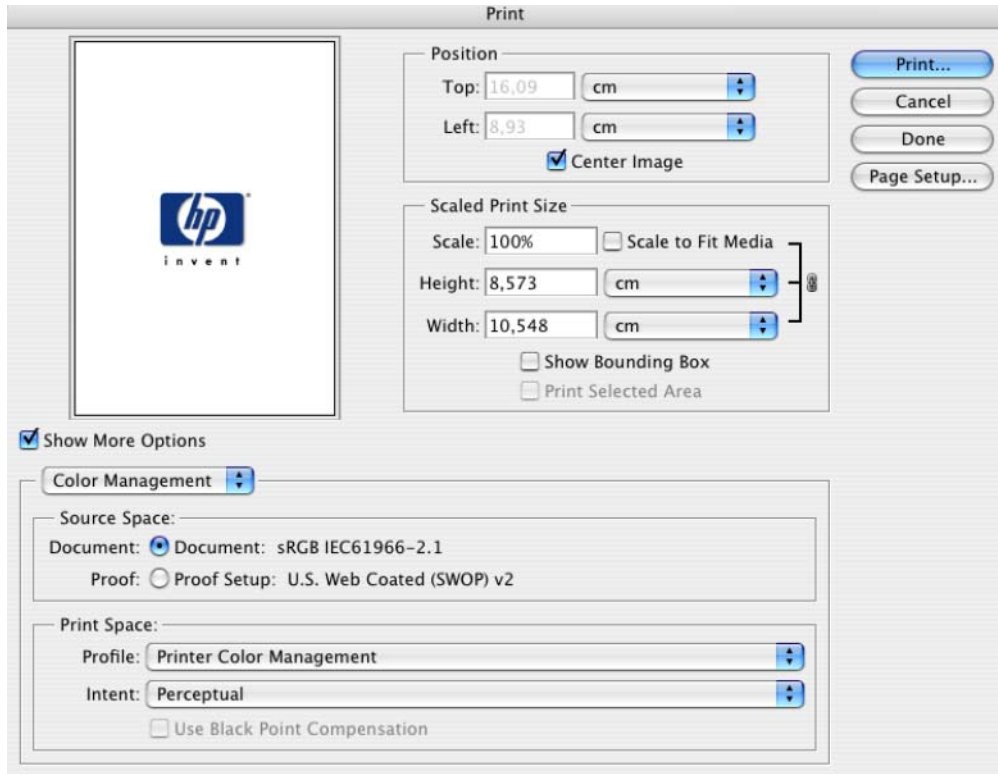 Print
Position
Top: 16,09 cm
Left: 8,93 cm
Center Image
Print...
Cancel
Done
Page Setup...
hp
invent
Scaled Print Size
Scale: 100% Scale to Fit Media
Height: 8,573 cm
Width: 10,548 cm
Show Bounding Box
Print Selected Area
Show More Options
Color Management
Source Space:
Document: Document: sRGB IEC61966-2.1
Proof: Proof Setup: U.S. Web Coated (SWOP) v2
Print Space:
Profile: Printer Color Management
Intent: Perceptual
Use Black Point Compensation